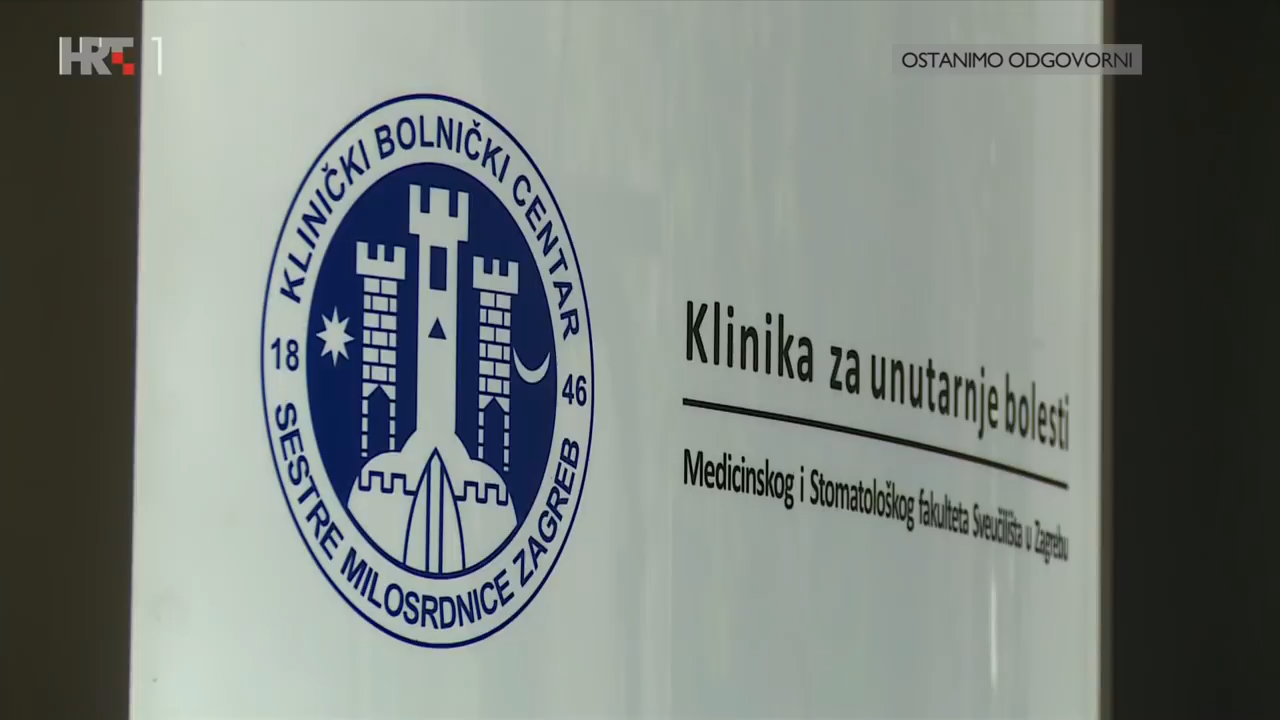 HRT 1
OSTANIMO ODGOVORNI
KLINIČKI BOLNIČKI CENTAR
18 46
SESTRE MILOSRDNICE ZAGREB
Klinika za unutarnje bolesti
Medicinskog i Stomatološkog fakulteta Sveučilišta u Zagrebu